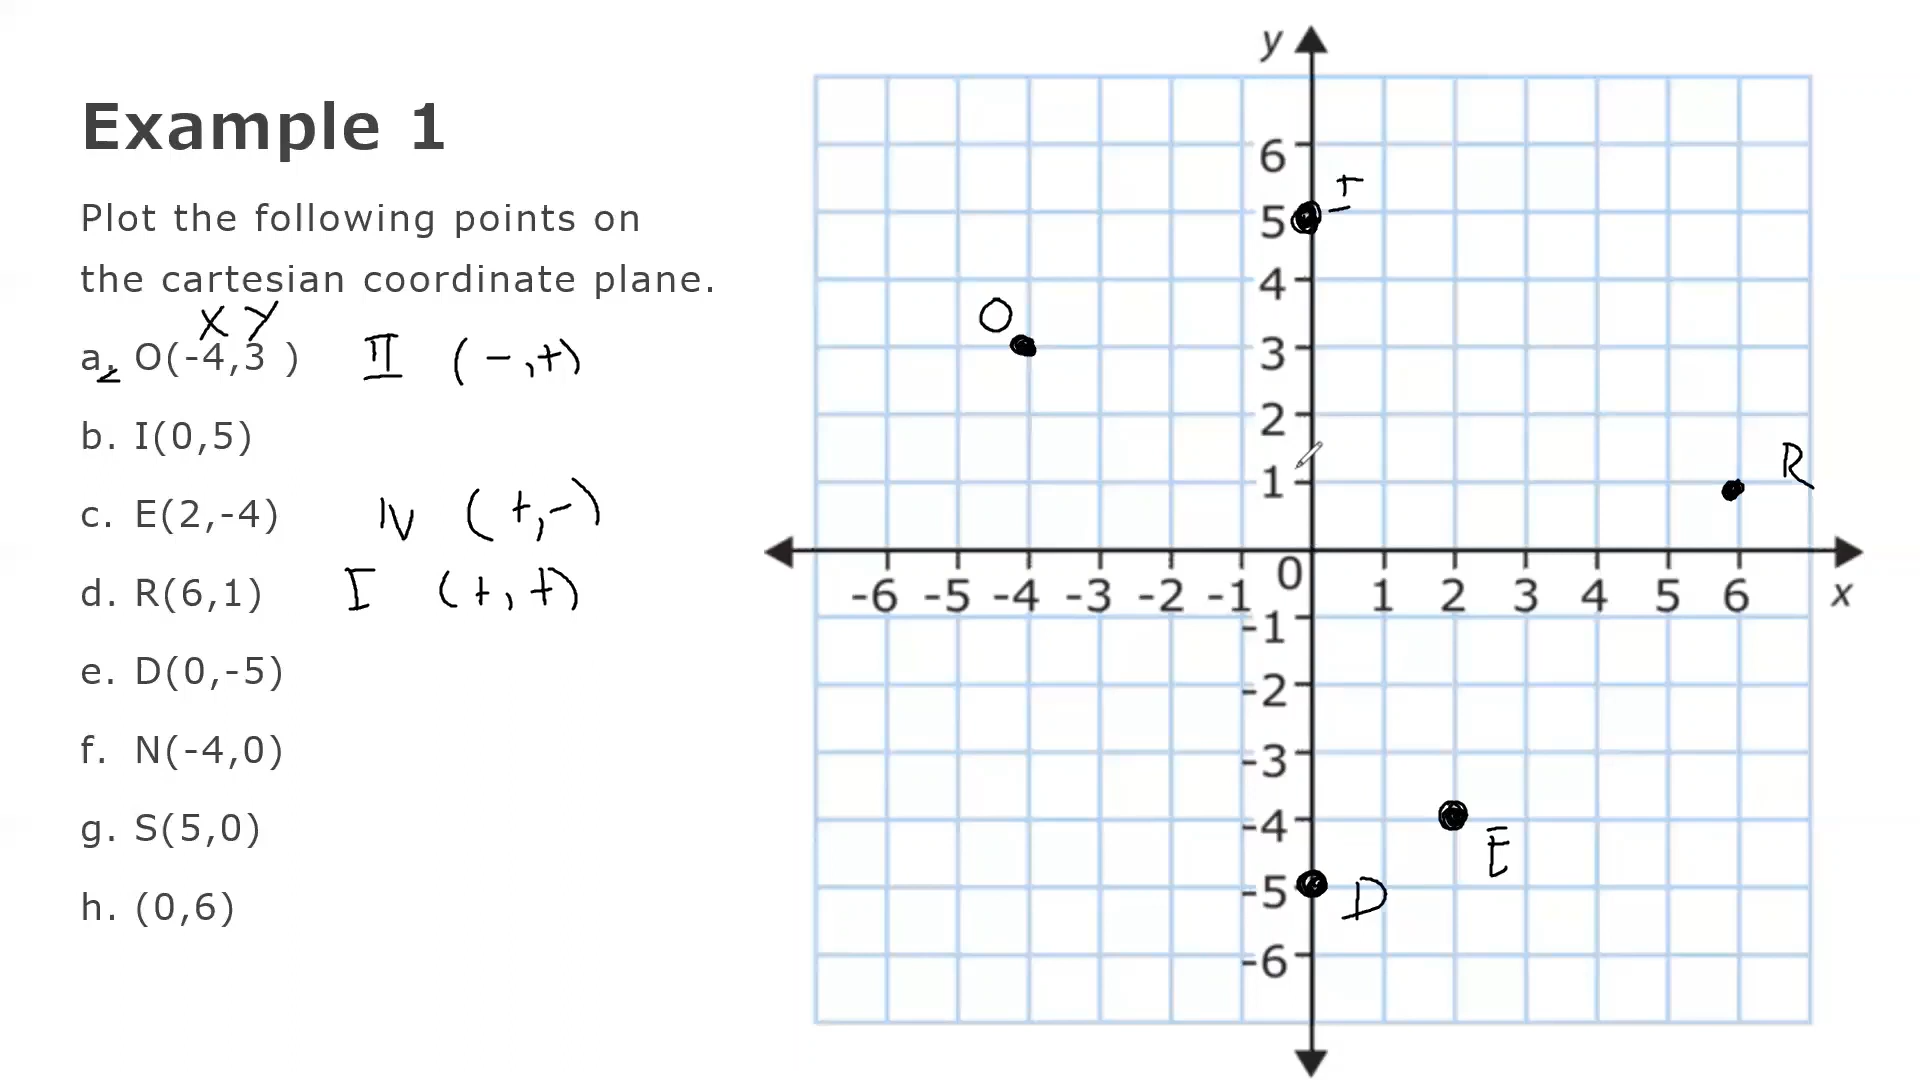 Example 1
Plot the following points on
the cartesian coordinate plane.
X Y
a. O(-4,3 ) II (-,+)
b. I(0,5)
c. E(2,-4) IV (+,-)
d. R(6,1) I (+,+)
e. D(0,-5)
f. N(-4,0)
g. S(5,0)
h. (0,6)
y
6
I
5
4
O
3
2
R
1
0
-6 -5 -4 -3 -2 -1 1 2 3 4 5 6 x
-1
-2
-3
-4
E
-5 D
-6